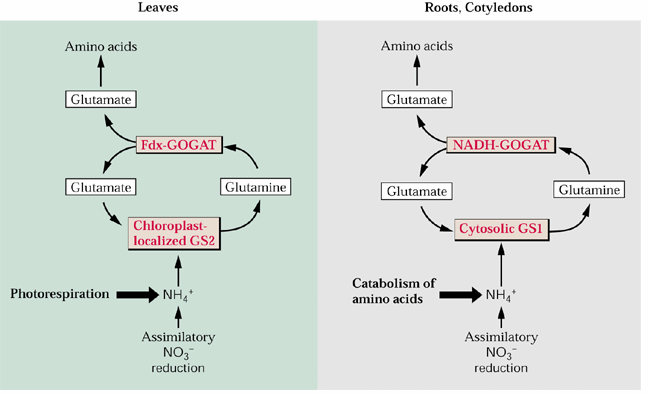 Leaves
Amino acids
Glutamate
Fdx-GOGAT
Glutamate
Glutamine
Chloroplast-
localized GS2
Photorespiration
NH₄⁺
Assimilatory
NO₃⁻
reduction
Roots, Cotyledons
Amino acids
Glutamate
NADH-GOGAT
Glutamate
Glutamine
Cytosolic GS1
Catabolism of
amino acids
NH₄⁺
Assimilatory
NO₃⁻
reduction